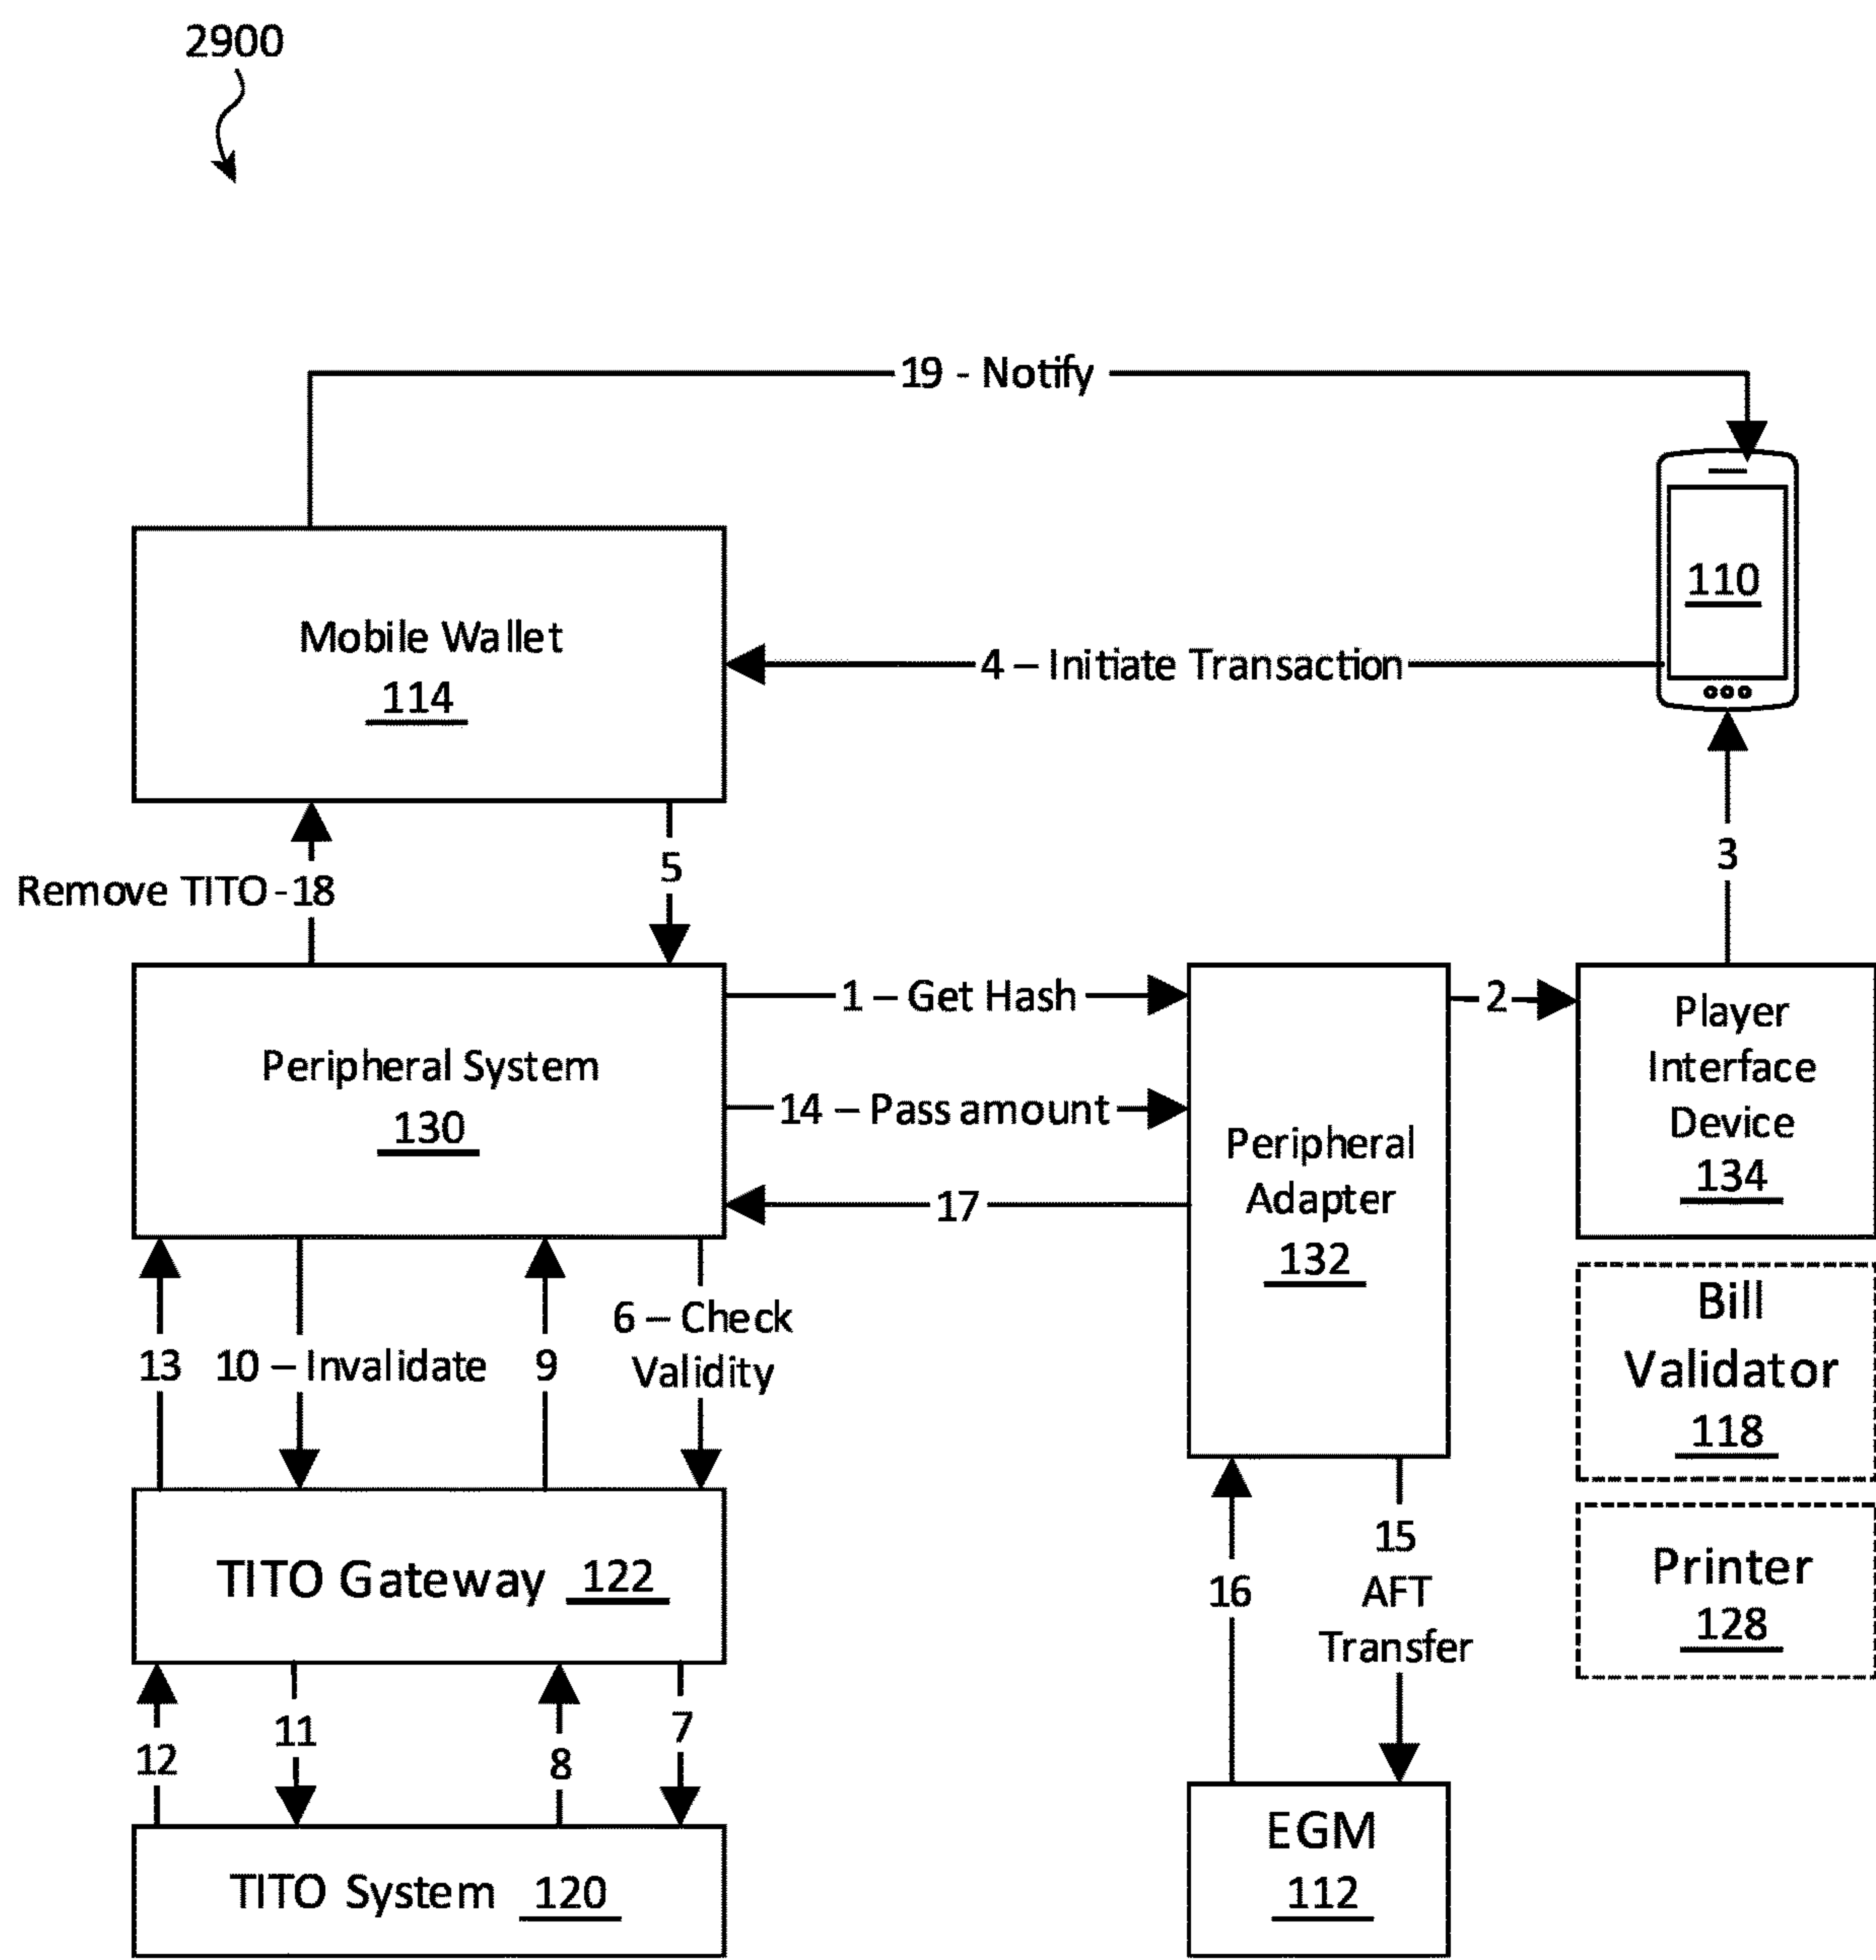 2900
19 - Notify
110
Mobile Wallet
114
4 – Initiate Transaction
3
5
Remove TITO -18
1 – Get Hash
2
Player
Interface
Device
134
Peripheral System
130
14 – Pass amount
Peripheral
Adapter
132
17
6 – Check
Validity
13
10 – Invalidate
9
Bill
Validator
118
15
AFT
Transfer
16
Printer
128
TITO Gateway 122
12
11
8
7
EGM
112
TITO System 120